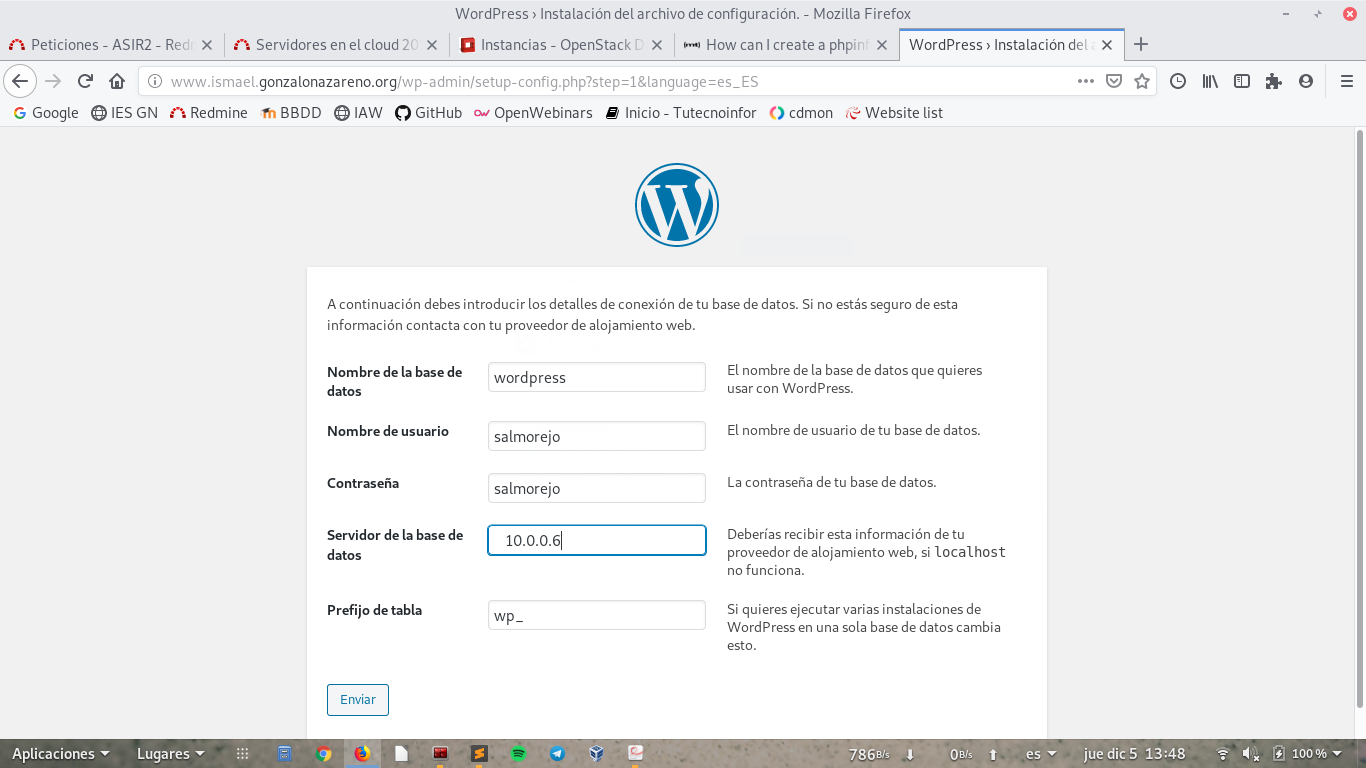 WordPress › Instalación del archivo de configuración. - Mozilla Firefox
Peticiones - ASIR2 - Redm
Servidores en el cloud 20
Instancias - OpenStack D
How can I create a phpinf
WordPress › Instalación del a
www.ismael.gonzalonazareno.org/wp-admin/setup-config.php?step=1&language=es_ES
Google IES GN Redmine BBDD IAW GitHub OpenWebinars Inicio - Tutecnoinfor cdmon Website list
A continuación debes introducir los detalles de conexión de tu base de datos. Si no estás seguro de esta
información contacta con tu proveedor de alojamiento web.
Nombre de la base de
datos
wordpress
El nombre de la base de datos que quieres
usar con WordPress.
Nombre de usuario
salmorejo
El nombre de usuario de tu base de datos.
Contraseña
salmorejo
La contraseña de tu base de datos.
Servidor de la base de
datos
10.0.0.6
Deberías recibir esta información de tu
proveedor de alojamiento web, si localhost
no funciona.
Prefijo de tabla
wp_
Si quieres ejecutar varias instalaciones de
WordPress en una sola base de datos cambia
esto.
Enviar
Aplicaciones Lugares 786B/s 0B/s es jue dic 5 13:48 100 %